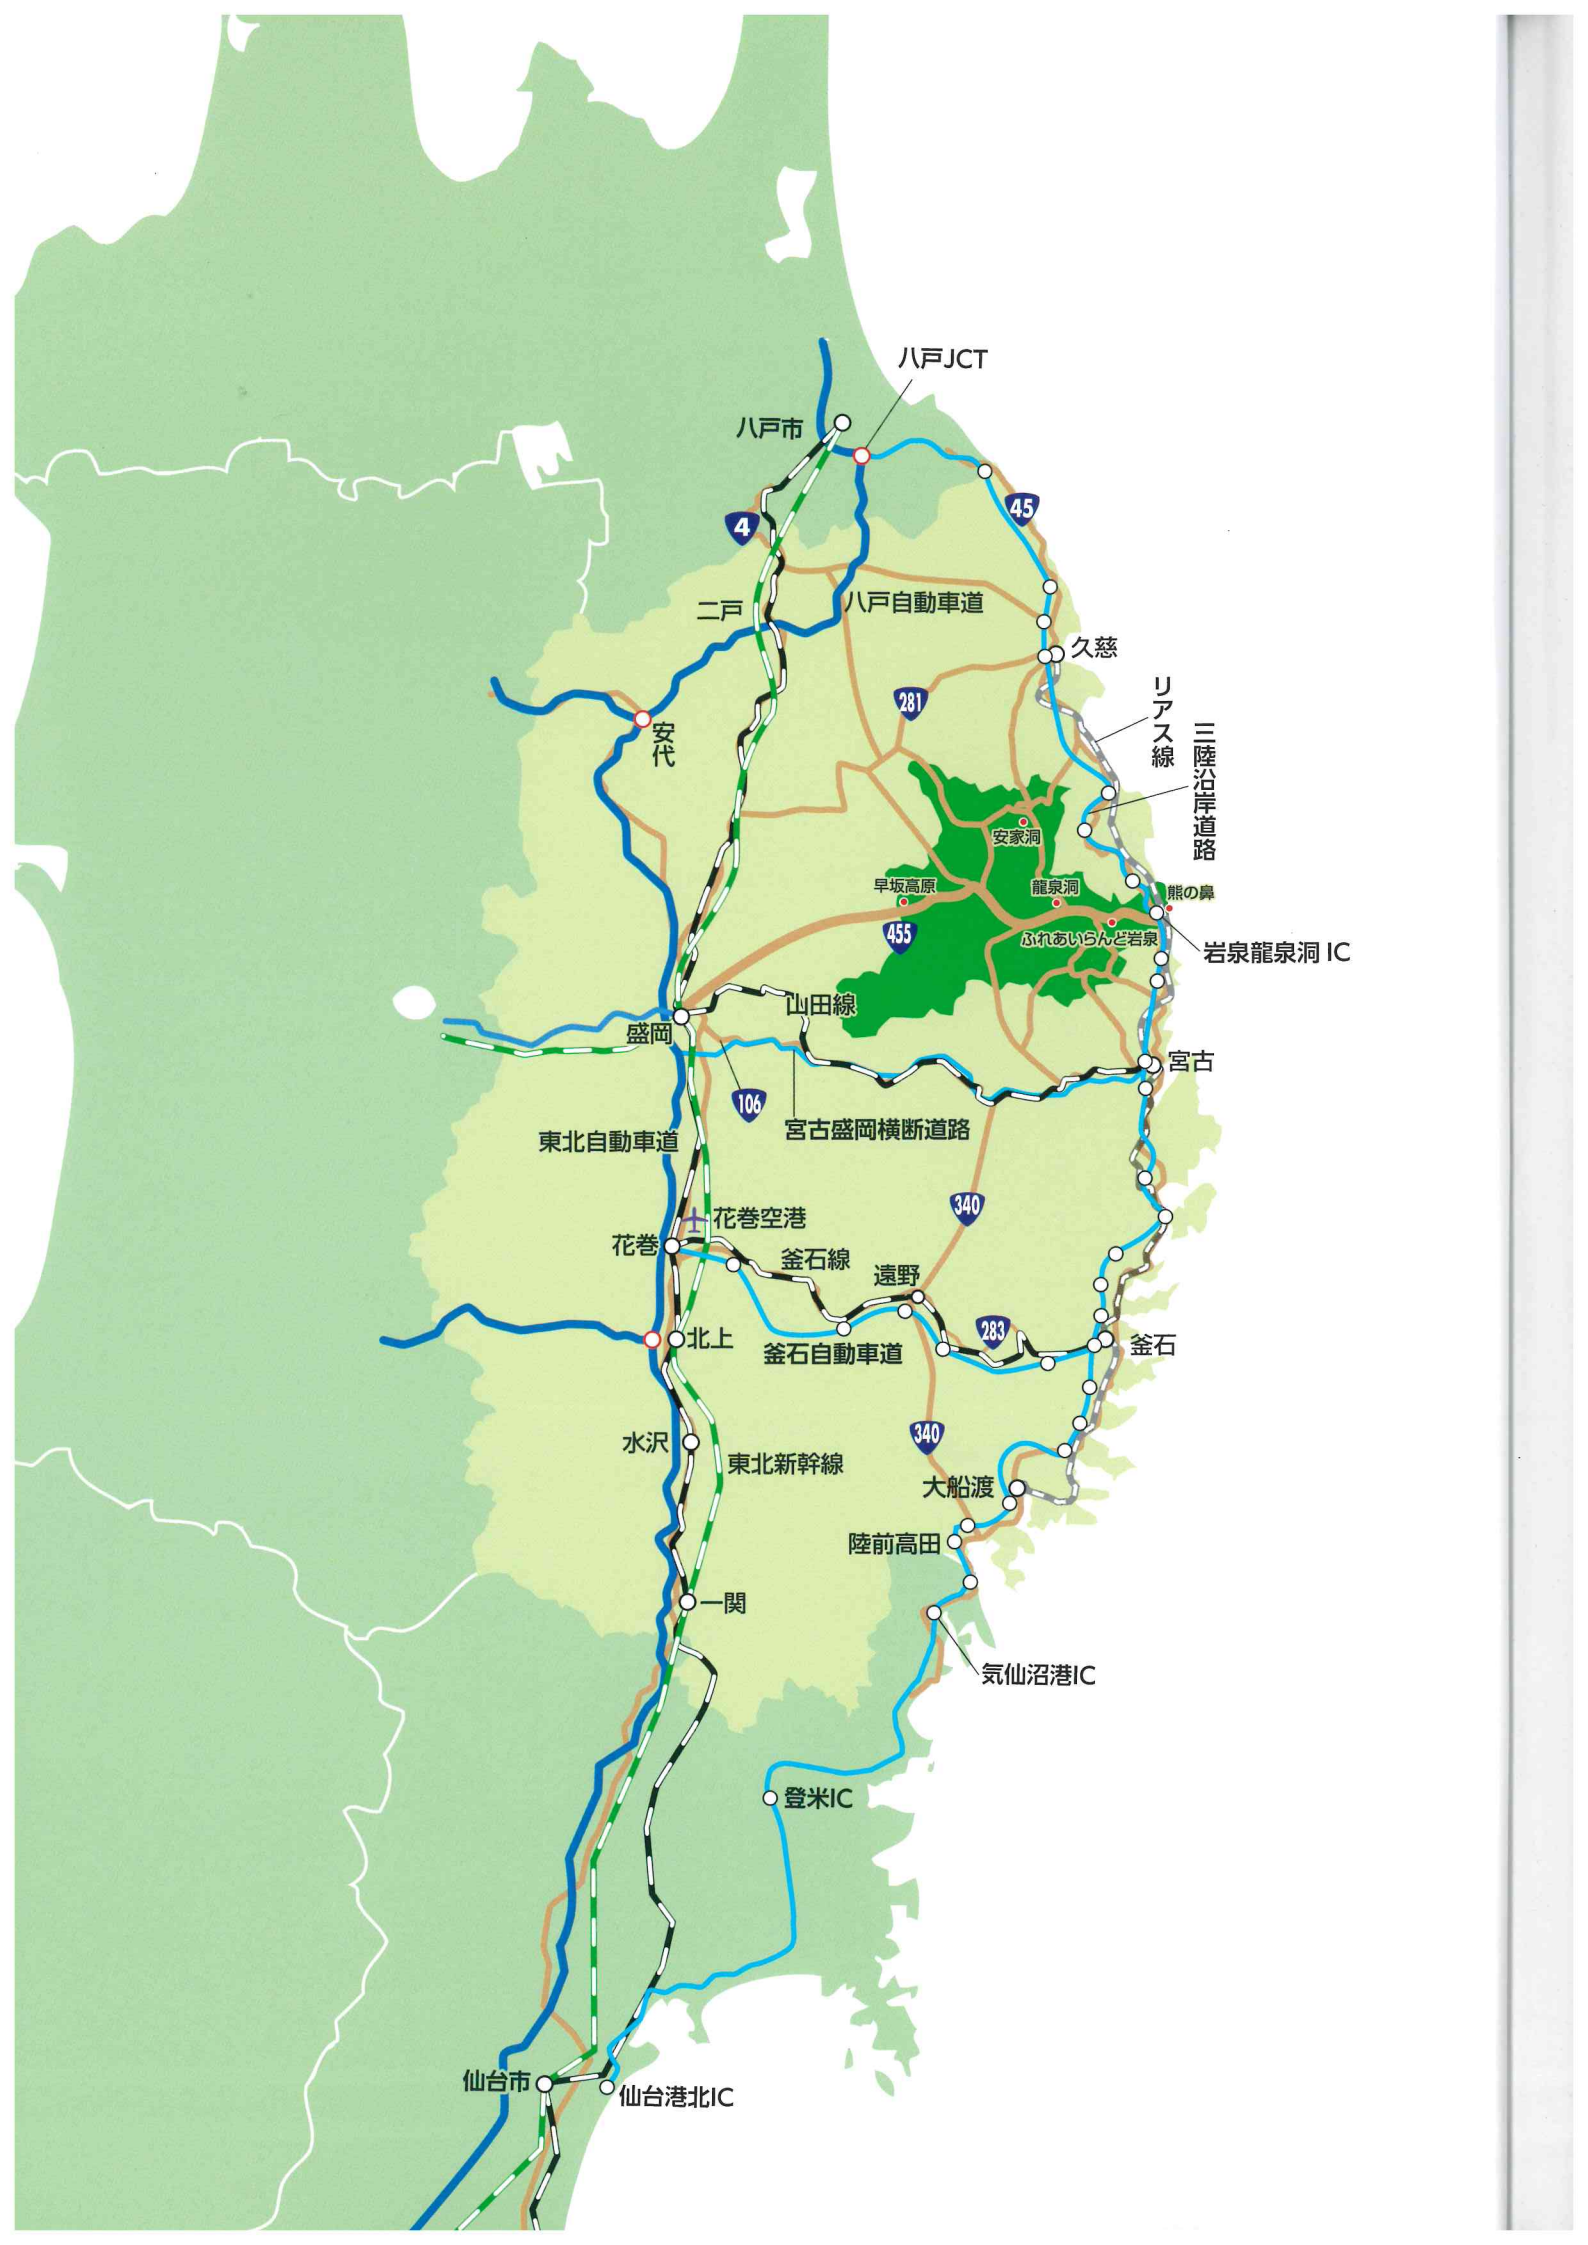 八戸JCT
八戸市
45
4
二戸
八戸自動車道
久慈
リアス線
281
三陸沿岸道路
安代
安家洞
早坂高原
龍泉洞
熊の鼻
455
ふれあいらんど岩泉
岩泉龍泉洞 IC
山田線
盛岡
宮古
106
宮古盛岡横断道路
東北自動車道
340
花巻空港
花巻
釜石線
遠野
283
北上
釜石自動車道
釜石
340
水沢
東北新幹線
大船渡
陸前高田
一関
気仙沼港IC
登米IC
仙台市
仙台港北IC